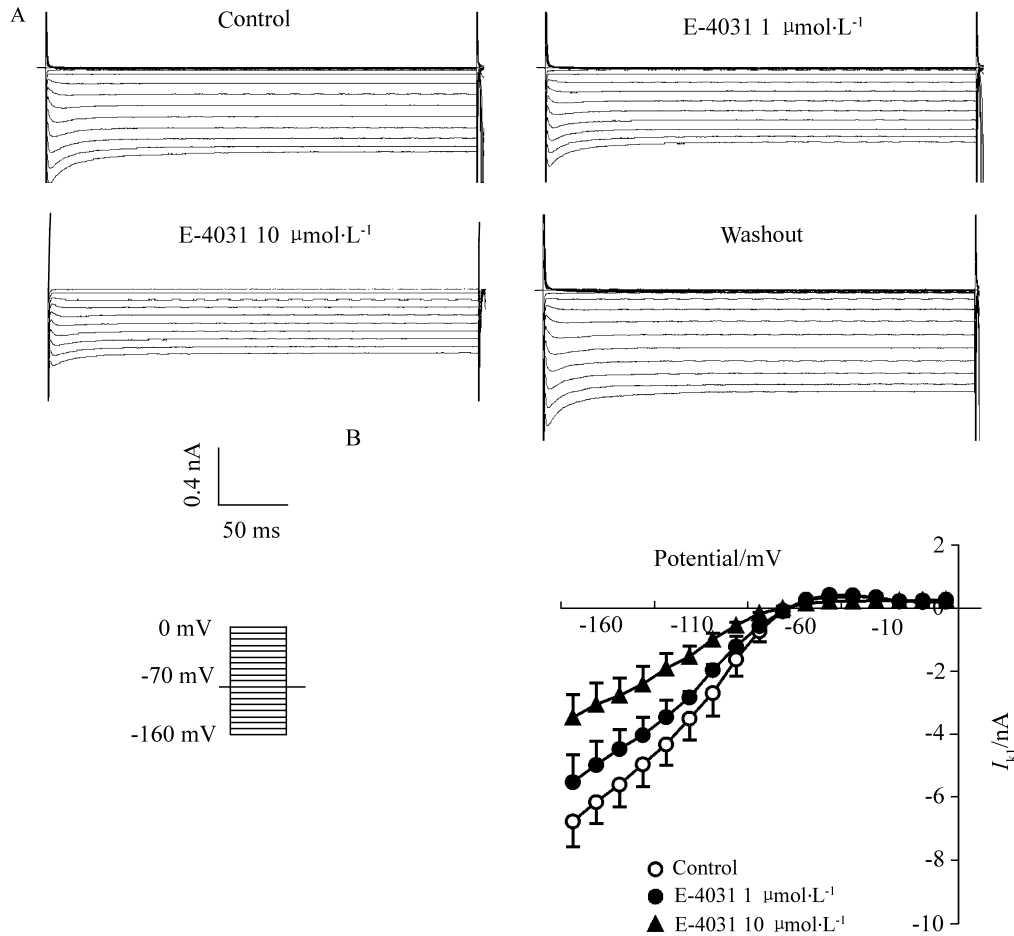 A
Control
E-4031 1 μmol·L-1
E-4031 10 μmol·L-1
Washout
B
0.4 nA
50 ms
0 mV
-70 mV
-160 mV
Potential/mV
2
0
-160
-110
-60
-10
-2
-4
-6
-8
-10
Ik1/nA
Control
E-4031 1 μmol·L-1
E-4031 10 μmol·L-1